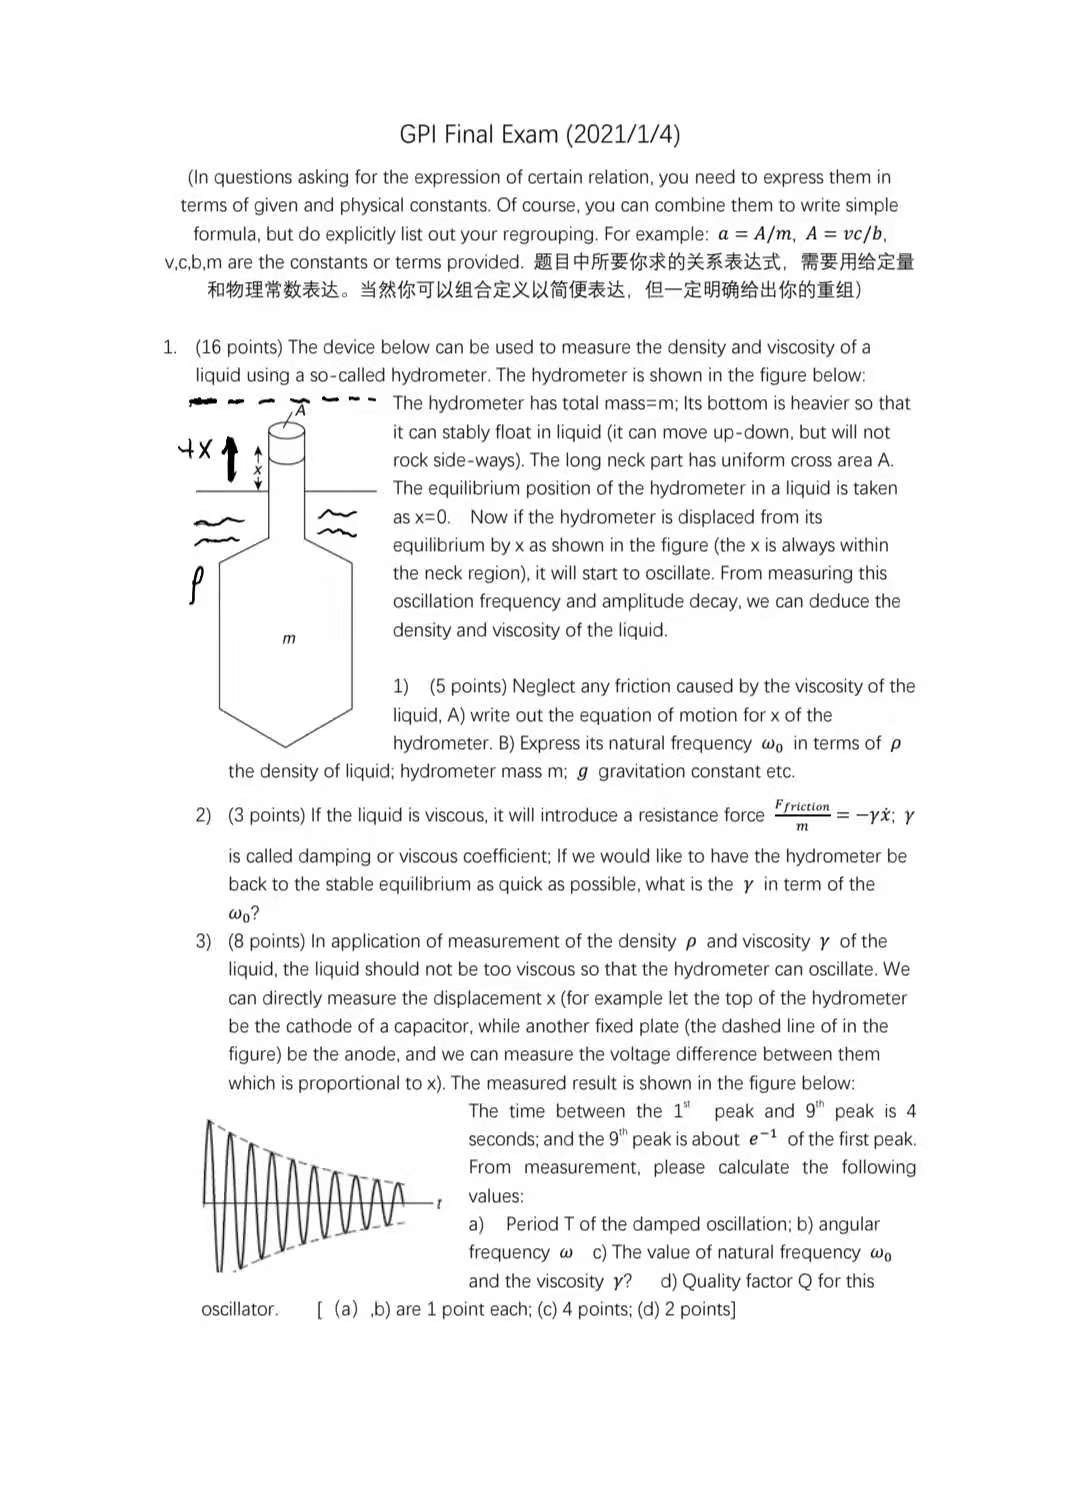 GPI Final Exam (2021/1/4)
(In questions asking for the expression of certain relation, you need to express them in
terms of given and physical constants. Of course, you can combine them to write simple
formula, but do explicitly list out your regrouping. For example: a = A/m, A = vc/b,
v,c,b,m are the constants or terms provided. 题目中所要你求的关系表达式，需要用给定量
和物理常数表达。当然你可以组合定义以简便表达，但一定明确给出你的重组）
1. (16 points) The device below can be used to measure the density and viscosity of a
liquid using a so-called hydrometer. The hydrometer is shown in the figure below:
The hydrometer has total mass=m; Its bottom is heavier so that
it can stably float in liquid (it can move up-down, but will not
rock side-ways). The long neck part has uniform cross area A.
The equilibrium position of the hydrometer in a liquid is taken
as x=0. Now if the hydrometer is displaced from its
equilibrium by x as shown in the figure (the x is always within
the neck region), it will start to oscillate. From measuring this
oscillation frequency and amplitude decay, we can deduce the
density and viscosity of the liquid.
A
+x
x
ρ
m
1) (5 points) Neglect any friction caused by the viscosity of the
liquid, A) write out the equation of motion for x of the
hydrometer. B) Express its natural frequency ω₀ in terms of ρ
the density of liquid; hydrometer mass m; g gravitation constant etc.
2) (3 points) If the liquid is viscous, it will introduce a resistance force F_friction/m = −γẋ; γ
is called damping or viscous coefficient; If we would like to have the hydrometer be
back to the stable equilibrium as quick as possible, what is the γ in term of the
ω₀?
3) (8 points) In application of measurement of the density ρ and viscosity γ of the
liquid, the liquid should not be too viscous so that the hydrometer can oscillate. We
can directly measure the displacement x (for example let the top of the hydrometer
be the cathode of a capacitor, while another fixed plate (the dashed line of in the
figure) be the anode, and we can measure the voltage difference between them
which is proportional to x). The measured result is shown in the figure below:
The time between the 1st peak and 9th peak is 4
seconds; and the 9th peak is about e⁻¹ of the first peak.
From measurement, please calculate the following
values:
t
a) Period T of the damped oscillation; b) angular
frequency ω c) The value of natural frequency ω₀
and the viscosity γ? d) Quality factor Q for this
oscillator. [（a）,b) are 1 point each; (c) 4 points; (d) 2 points]